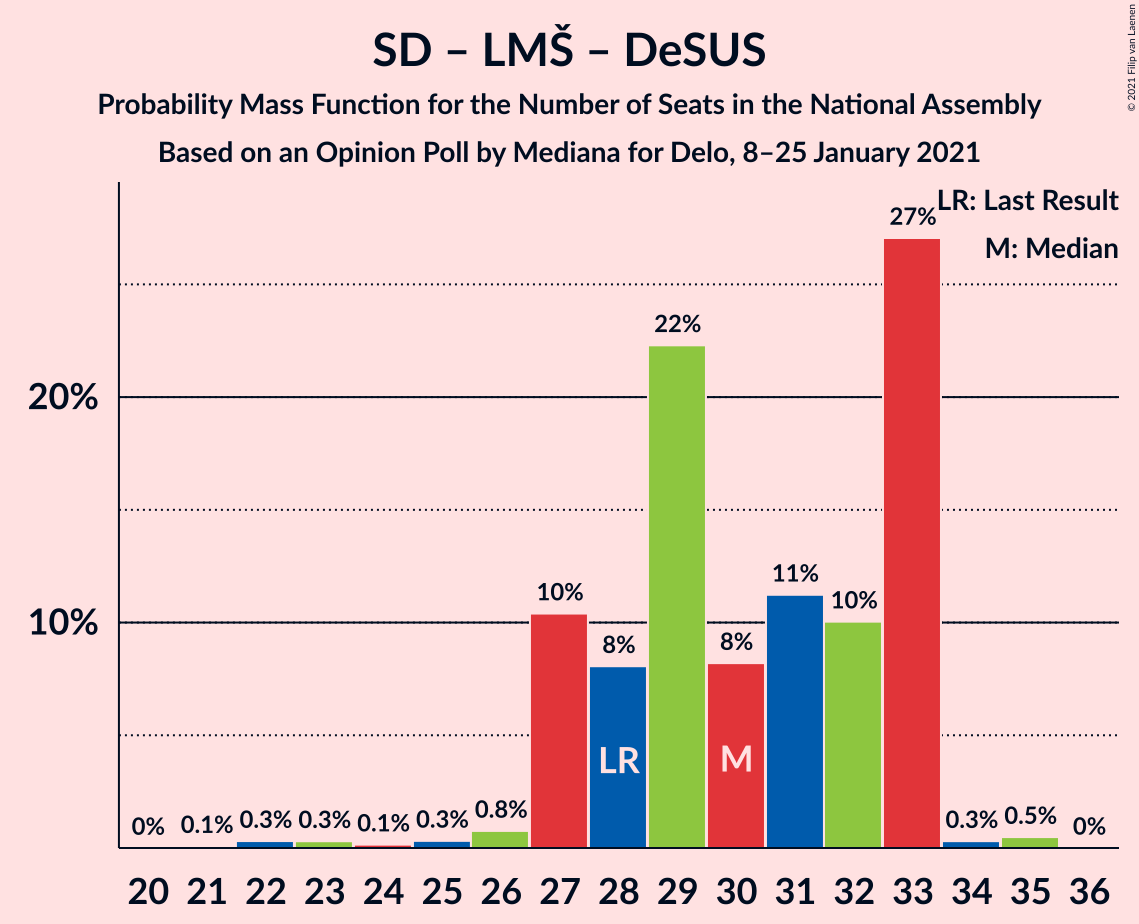 SD – LMŠ – DeSUS
Probability Mass Function for the Number of Seats in the National Assembly
Based on an Opinion Poll by Mediana for Delo, 8–25 January 2021
© 2021 Filip van Laenen
LR: Last Result
M: Median
20%
10%
0%
0.1%
0.3%
0.3%
0.1%
0.3%
0.8%
10%
8%
22%
8%
11%
10%
27%
0.3%
0.5%
0%
LR
M
20 21 22 23 24 25 26 27 28 29 30 31 32 33 34 35 36